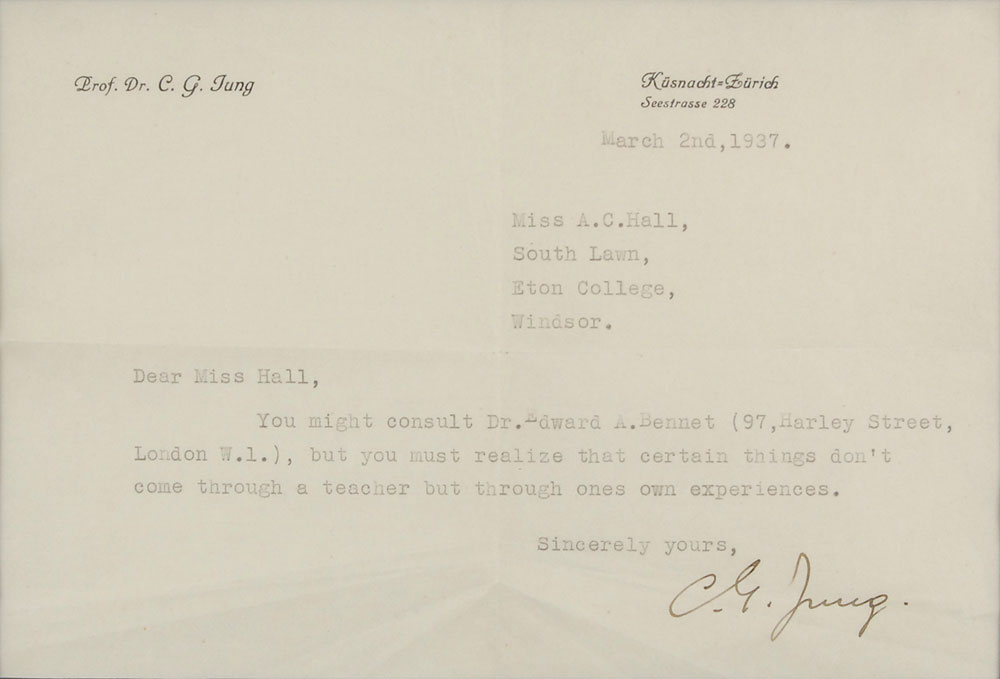 Prof. Dr. C. G. Jung
Küsnacht=Zürich
Seestrasse 228
March 2nd,1937.
Miss A.C.Hall,
South Lawn,
Eton College,
Windsor.
Dear Miss Hall,
You might consult Dr.Edward A.Bennet (97,Harley Street,
London W.1.), but you must realize that certain things don't
come through a teacher but through ones own experiences.
Sincerely yours,
C.G. Jung.